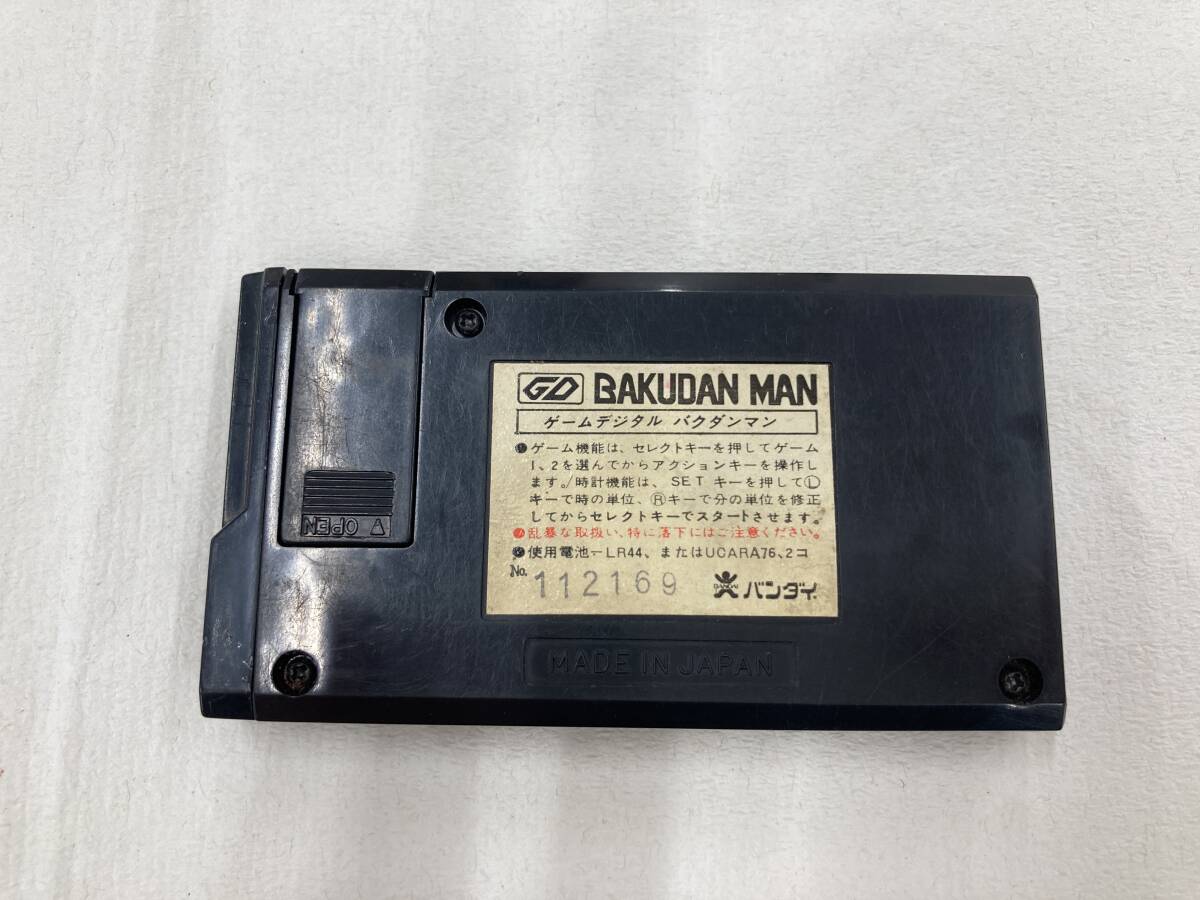 GD BAKUDAN MAN
ゲームデジタル バクダンマン
●ゲーム機能は、セレクトキーを押してゲーム
1、2を選んでからアクションキーを操作し
ます。/時計機能は、SET キーを押してⓁ
キーで時の単位、Ⓡキーで分の単位を修正
してからセレクトキーでスタートさせます。
●乱暴な取扱い、特に落下にはご注意ください。
●使用電池ーLR44、またはUCARA76、2コ
No. 112169 BANDAI バンダイ
▽ OPEN
MADE IN JAPAN